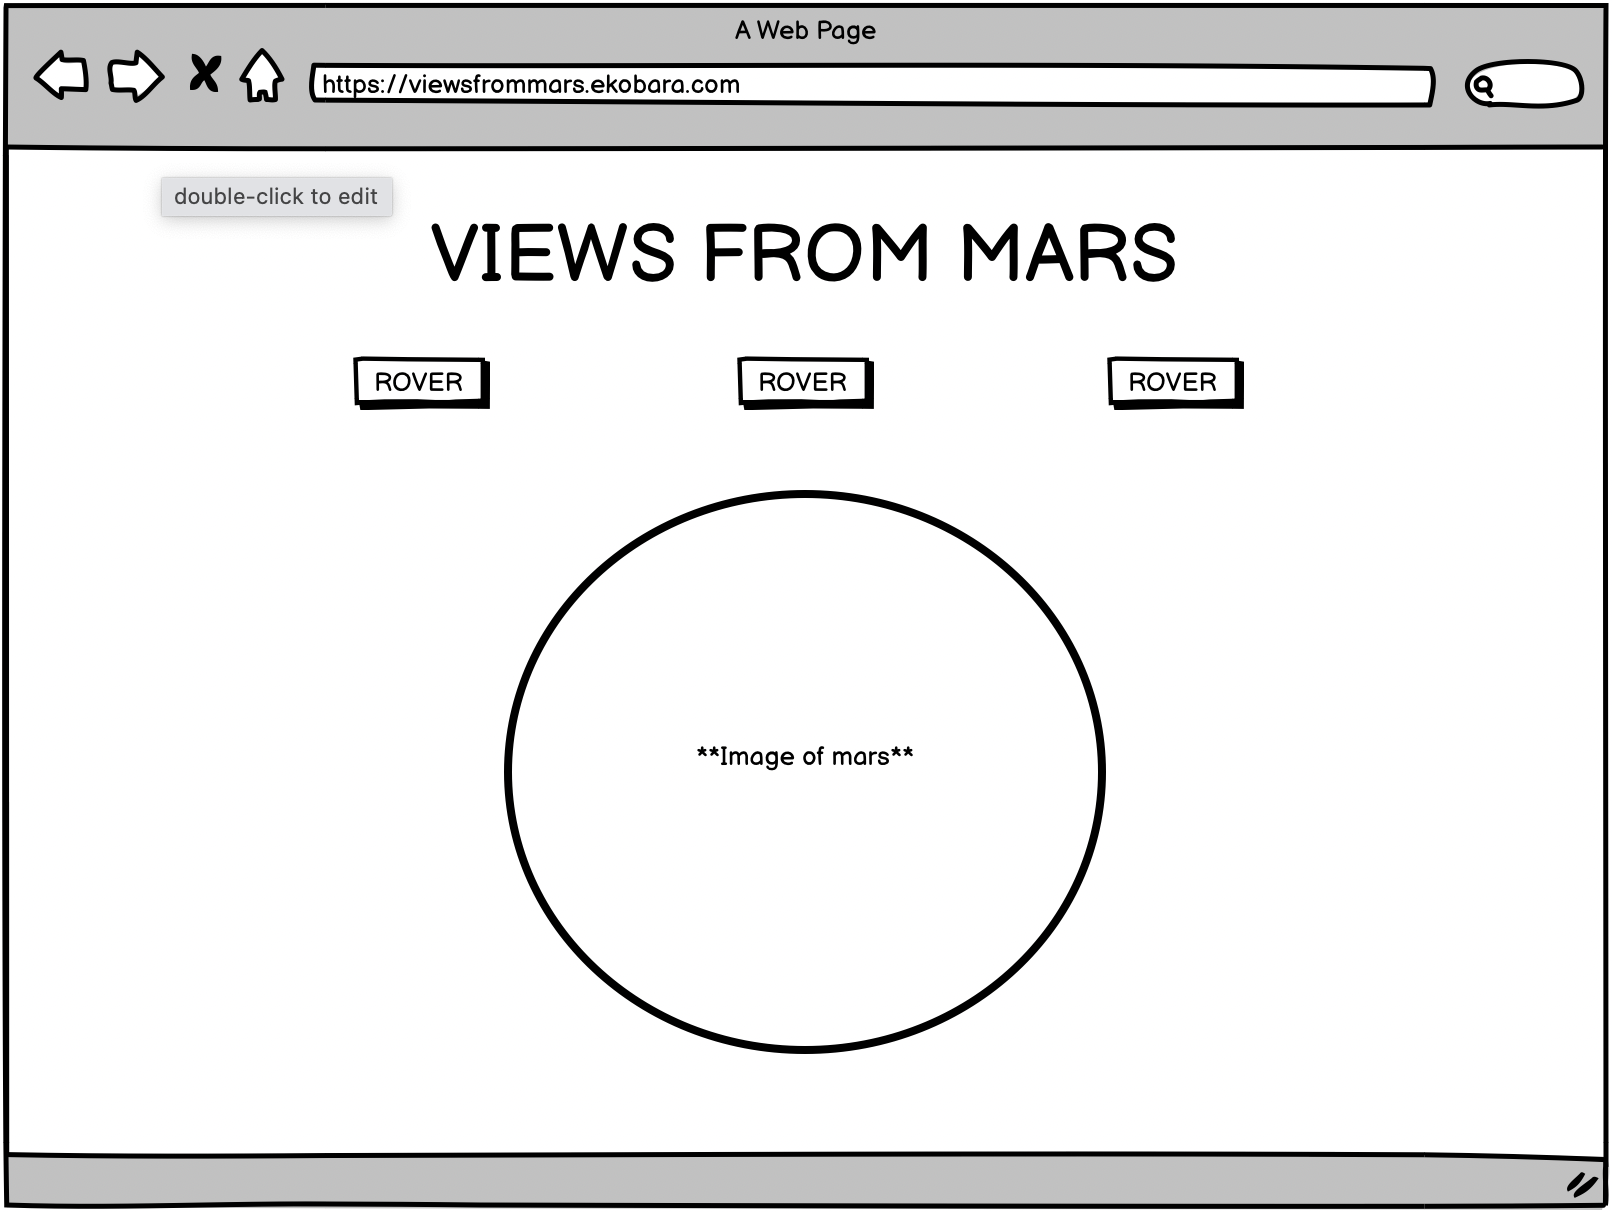 A Web Page
https://viewsfrommars.ekobara.com
double-click to edit
VIEWS FROM MARS
ROVER
ROVER
ROVER
**Image of mars**